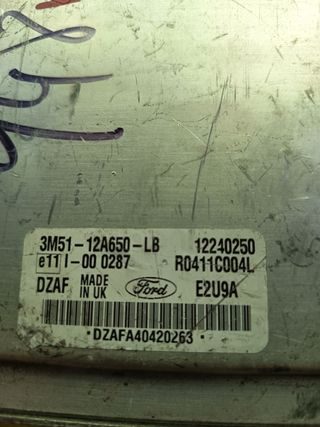 3M51-12A650-LB 12240250
e11 I-00 0287 R0411C004L
DZAF MADE IN UK Ford E2U9A
*DZAFA40420263*